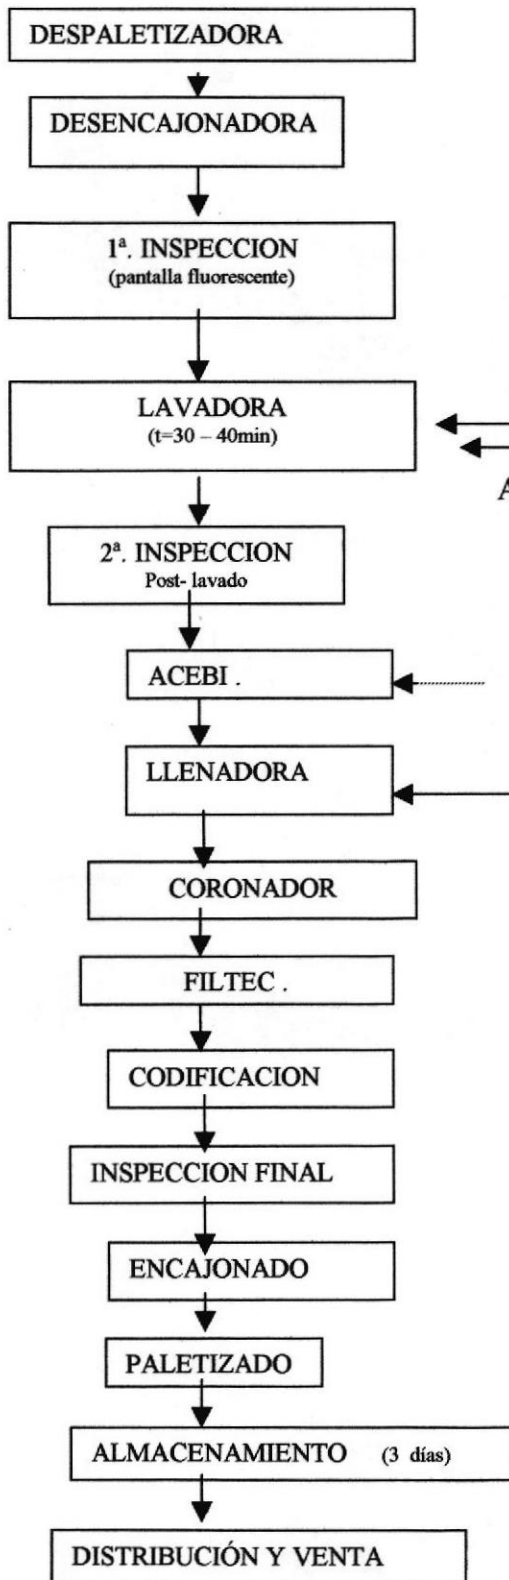 DESPALETIZADORA
DESENCAJONADORA
1ª. INSPECCION
(pantalla fluorescente)
LAVADORA
(t=30 – 40min)
A
2ª. INSPECCION
Post- lavado
ACEBI .
LLENADORA
CORONADOR
FILTEC .
CODIFICACION
INSPECCION FINAL
ENCAJONADO
PALETIZADO
ALMACENAMIENTO (3 días)
DISTRIBUCIÓN Y VENTA